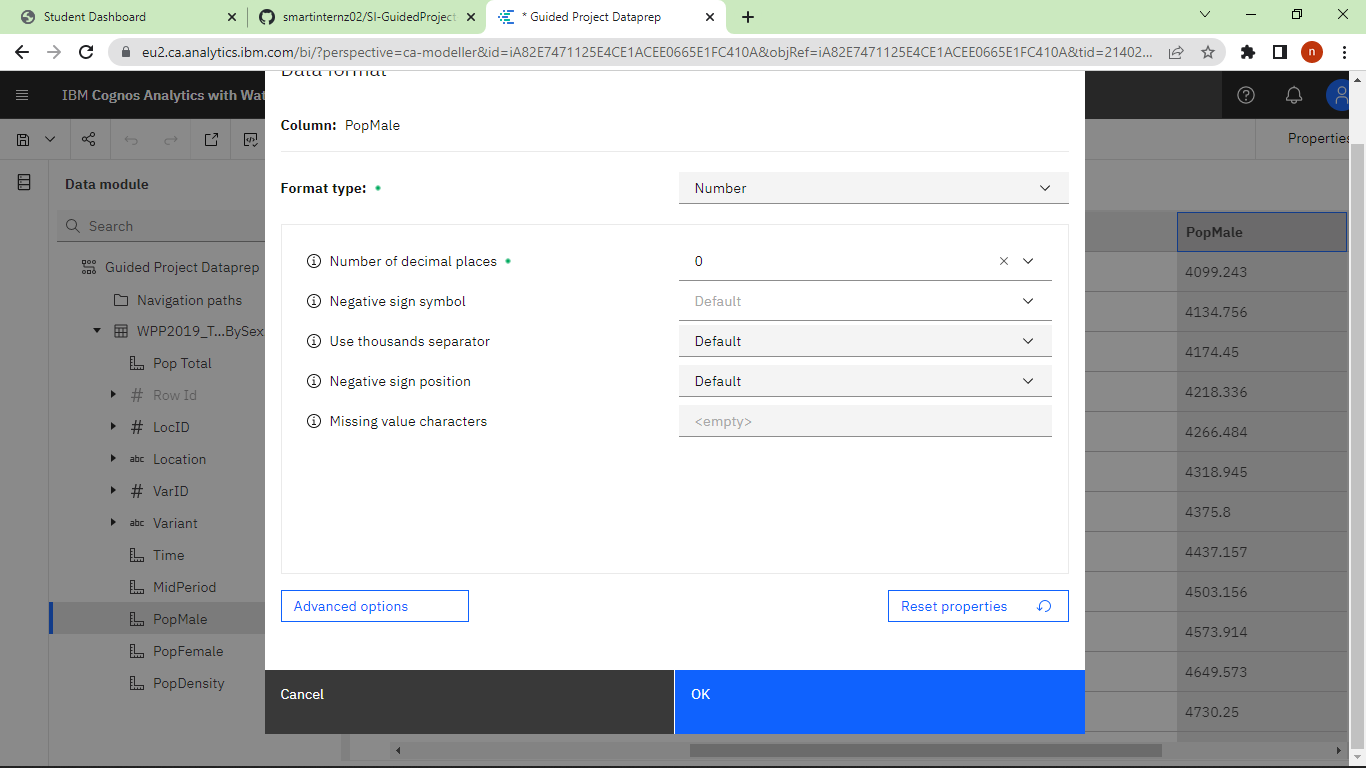 Student Dashboard
smartinternz02/SI-GuidedProject
* Guided Project Dataprep
eu2.ca.analytics.ibm.com/bi/?perspective=ca-modeller&id=iA82E7471125E4CE1ACEE0665E1FC410A&objRef=iA82E7471125E4CE1ACEE0665E1FC410A&tid=21402...
n
IBM Cognos Analytics with Wat
Data format
Column: PopMale
Properties
Format type:
Number
Data module
Search
Number of decimal places
0
Negative sign symbol
Default
Use thousands separator
Default
Negative sign position
Default
Missing value characters
<empty>
Advanced options
Reset properties
Cancel
OK
Guided Project Dataprep
Navigation paths
WPP2019_T...BySex
Pop Total
# Row Id
# LocID
abc Location
# VarID
abc Variant
Time
MidPeriod
PopMale
PopFemale
PopDensity
PopMale
4099.243
4134.756
4174.45
4218.336
4266.484
4318.945
4375.8
4437.157
4503.156
4573.914
4649.573
4730.25